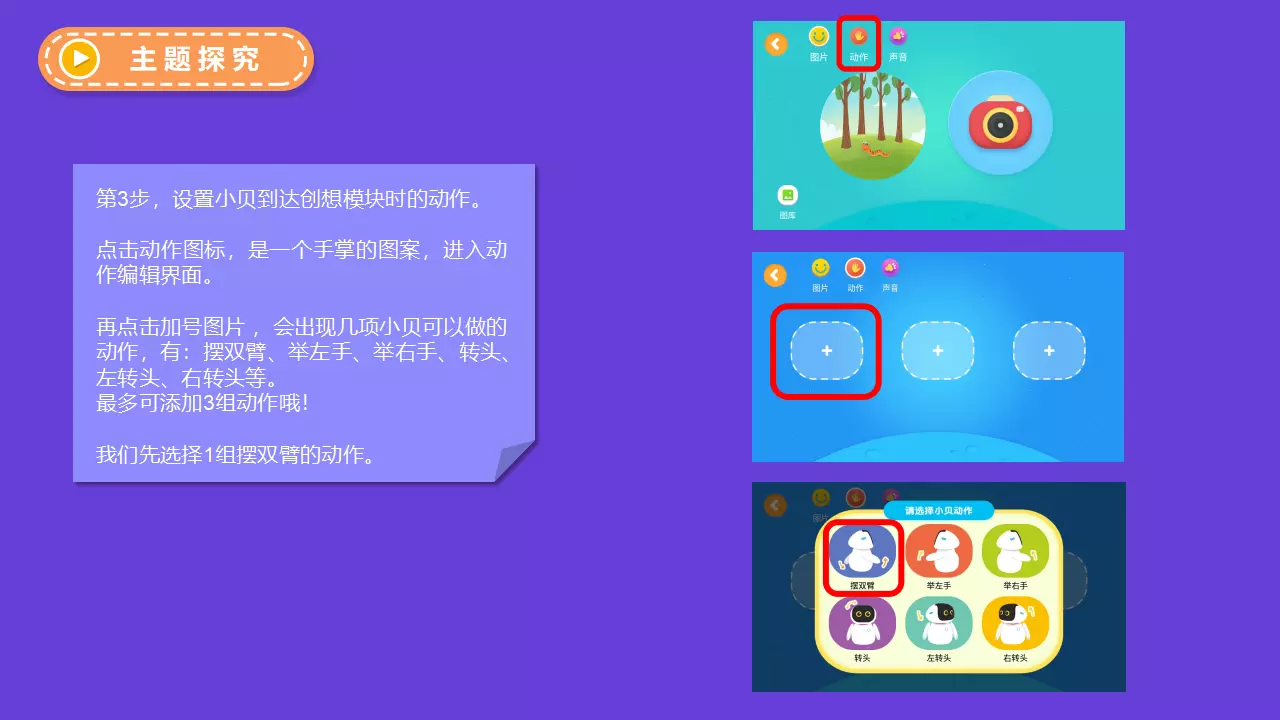 主题探究
第3步，设置小贝到达创想模块时的动作。
点击动作图标，是一个手掌的图案，进入动
作编辑界面。
再点击加号图片 ，会出现几项小贝可以做的
动作，有：摆双臂、举左手、举右手、转头、
左转头、右转头等。
最多可添加3组动作哦!
我们先选择1组摆双臂的动作。
图片 动作 声音
图库
图片 动作 声音
+ + +
请选择小贝动作
摆双臂 举左手 举右手
转头 左转头 右转头